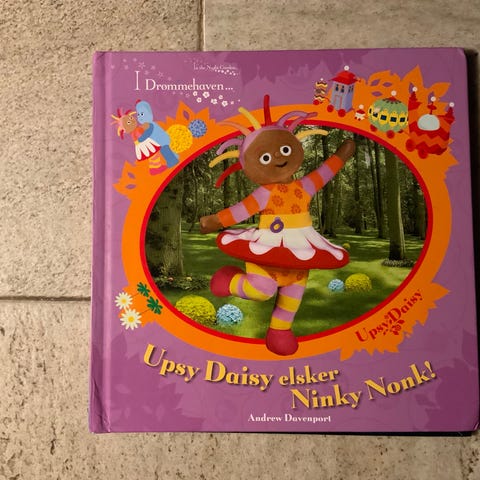 In the Night Garden...
I Drømmehaven...
Upsy Daisy
Upsy Daisy elsker
Ninky Nonk!
Andrew Davenport